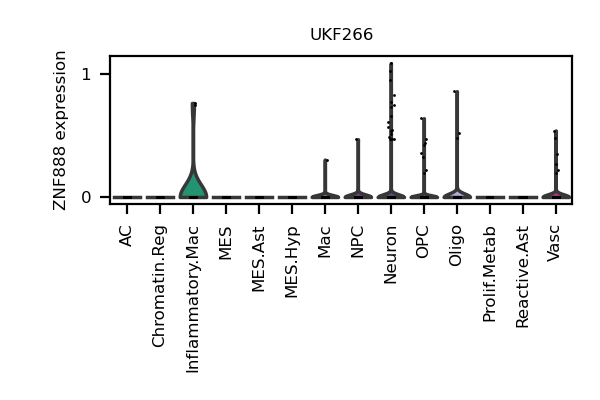 UKF266
ZNF888 expression
1
0
AC
Chromatin.Reg
Inflammatory.Mac
MES
MES.Ast
MES.Hyp
Mac
NPC
Neuron
OPC
Oligo
Prolif.Metab
Reactive.Ast
Vasc